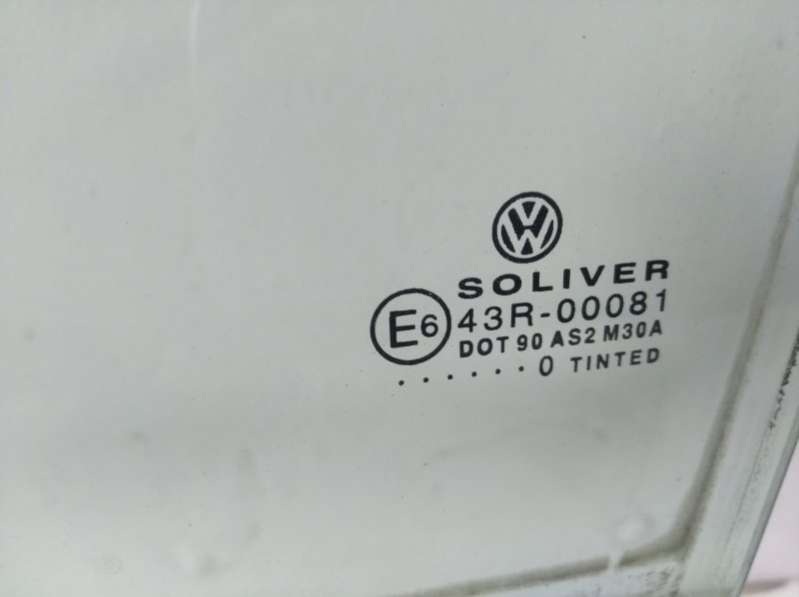 SOLIVER
E6 43R-00081
DOT 90 AS2 M30A
. . . . . . . 0 TINTED